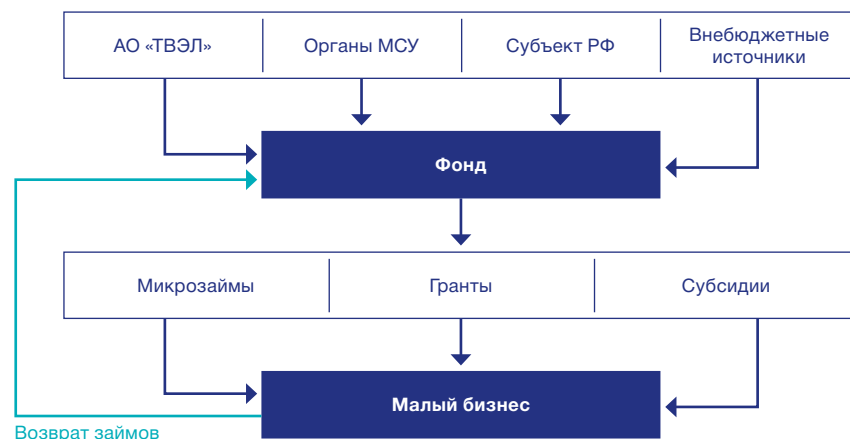 АО «ТВЭЛ»
Органы МСУ
Субъект РФ
Внебюджетные
источники
Фонд
Микрозаймы
Гранты
Субсидии
Малый бизнес
Возврат займов